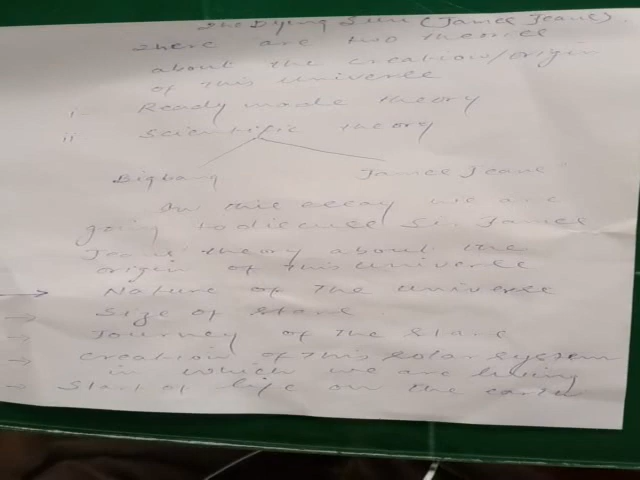 The Dying Sun (James Jeans).
There are two theories
about the creation/origin
of this universe
i Ready made theory
ii Scientific theory
Bigbang James Jeans'
In this essay we are
going to discuss Sir James
Jeans' theory about the
origin of this universe
→ Nature of the universe
→ Size of stars.
→ Journey of the stars
→ Creation of this solar system
in which we are living
→ Start of life on the earth